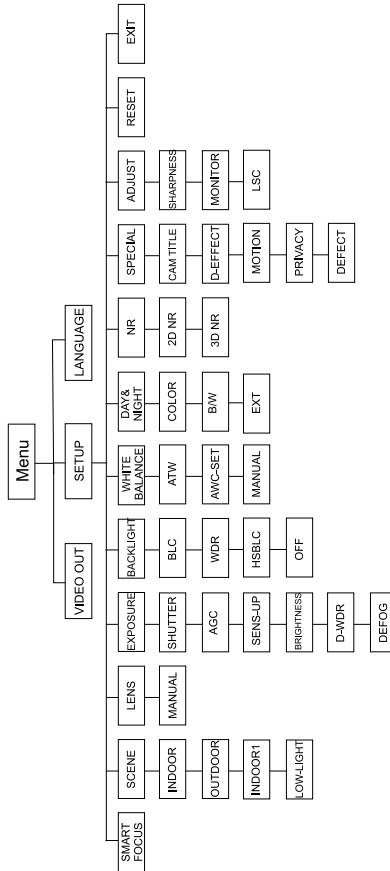 Menu
VIDEO OUT
SETUP
LANGUAGE
SMART
FOCUS
SCENE
INDOOR
OUTDOOR
INDOOR1
LOW-LIGHT
LENS
MANUAL
EXPOSURE
SHUTTER
AGC
SENS-UP
BRIGHTNESS
D-WDR
DEFOG
BACKLIGHT
BLC
WDR
HSBLC
OFF
WHITE
BALANCE
ATW
AWC-SET
MANUAL
DAY&
NIGHT
COLOR
B/W
EXT
NR
2D NR
3D NR
SPECIAL
CAM TITLE
D-EFFECT
MOTION
PRIVACY
DEFECT
ADJUST
SHARPNESS
MONITOR
LSC
RESET
EXIT